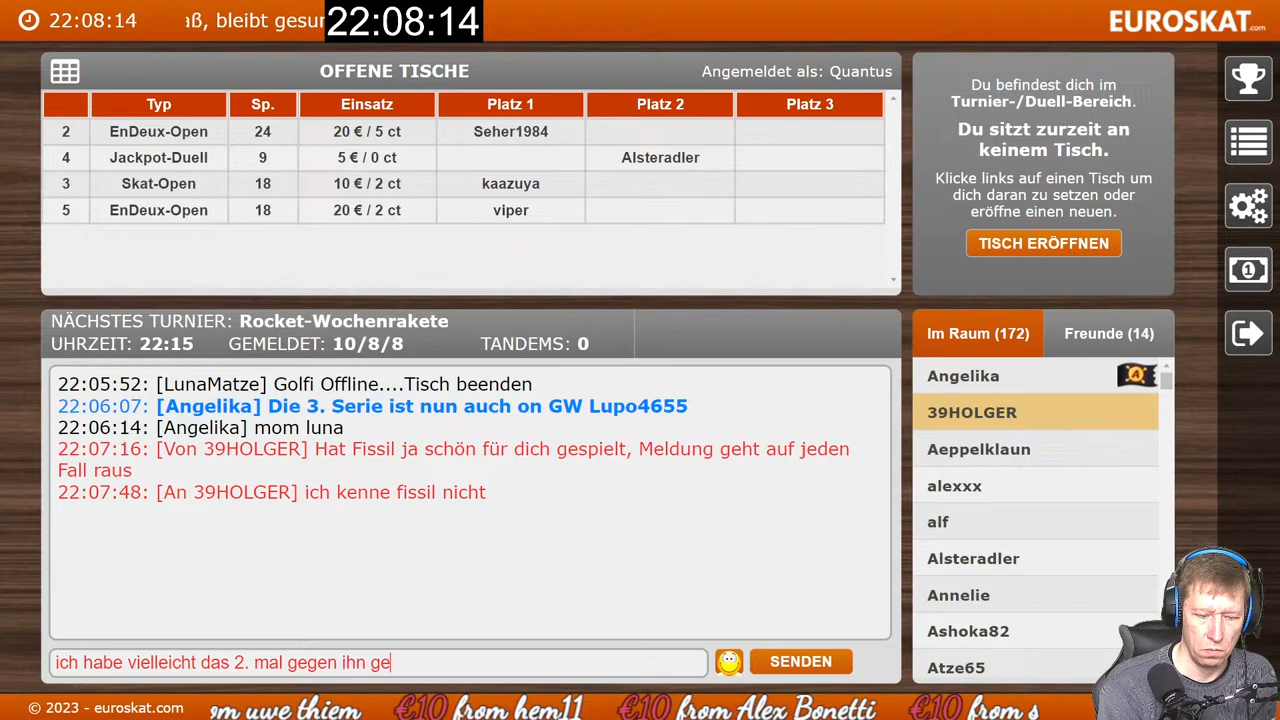 22:08:14
aß, bleibt gesun
22:08:14
EUROSKAT.com
OFFENE TISCHE
Angemeldet als: Quantus
Typ Sp. Einsatz Platz 1 Platz 2 Platz 3
2 EnDeux-Open 24 20 € / 5 ct Seher1984
4 Jackpot-Duell 9 5 € / 0 ct Alsteradler
3 Skat-Open 18 10 € / 2 ct kaazuya
5 EnDeux-Open 18 20 € / 2 ct viper
Du befindest dich im
Turnier-/Duell-Bereich.
Du sitzt zurzeit an
keinem Tisch.
Klicke links auf einen Tisch um
dich daran zu setzen oder
eröffne einen neuen.
TISCH ERÖFFNEN
NÄCHSTES TURNIER: Rocket-Wochenrakete
UHRZEIT: 22:15 GEMELDET: 10/8/8 TANDEMS: 0
22:05:52: [LunaMatze] Golfi Offline....Tisch beenden
22:06:07: [Angelika] Die 3. Serie ist nun auch on GW Lupo4655
22:06:14: [Angelika] mom luna
22:07:16: [Von 39HOLGER] Hat Fissil ja schön für dich gespielt, Meldung geht auf jeden
Fall raus
22:07:48: [An 39HOLGER] ich kenne fissil nicht
ich habe vielleicht das 2. mal gegen ihn ge
SENDEN
Im Raum (172)
Freunde (14)
Angelika
39HOLGER
Aeppelklaun
alexxx
alf
Alsteradler
Annelie
Ashoka82
Atze65
© 2023 - euroskat.com
om uwe thiem €10 from hem11 €10 from Alex Bonetti €10 from s